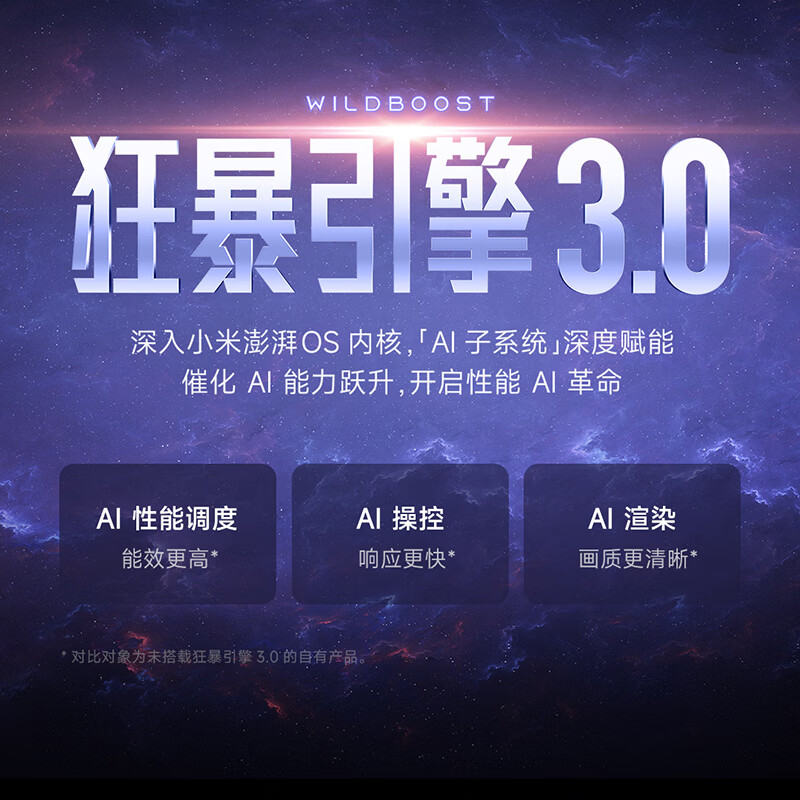 WILDBOOST
狂暴引擎 3.0
深入小米澎湃OS 内核,「AI 子系统」深度赋能
催化 AI 能力跃升,开启性能 AI 革命
AI 性能调度
能效更高*
AI 操控
响应更快*
AI 渲染
画质更清晰*
* 对比对象为未搭载狂暴引擎 3.0 的自有产品。